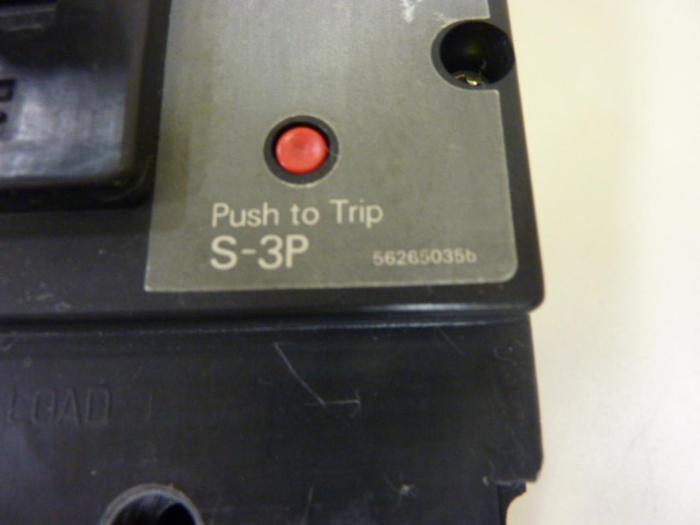 Push to Trip
S-3P 56265035b
LOAD